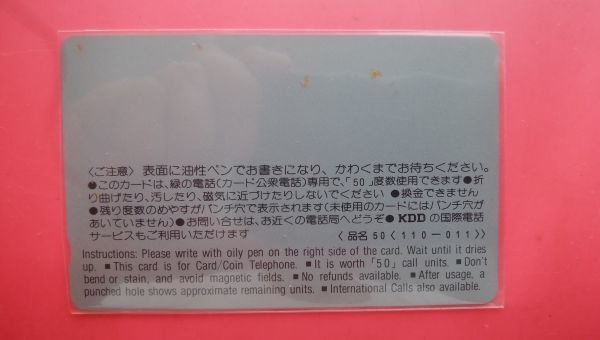 〈ご注意〉 表面に油性ペンでお書きになり、かわくまでお待ちください。
●このカードは、緑の電話(カード公衆電話)専用で、「50」度数使用できます●折
り曲げたり、汚したり、磁気に近づけたりしないでください ●換金できません
●残り度数のめやすがパンチ穴で表示されます(未使用のカードにはパンチ穴
があいていません)●お問い合せは、お近くの電話局へどうぞ● KDD の国際電話
サービスもご利用いただけます 〈品名 50〈110−011〉〉
Instructions: Please write with oily pen on the right side of the card. Wait until it dries
up. ■ This card is for Card/Coin Telephone. ■ It is worth「50」call units. ■ Don't
bend or stain, and avoid magnetic fields. ■ No refunds available. ■ After usage, a
punched hole shows approximate remaining units. ■ International Calls also available.